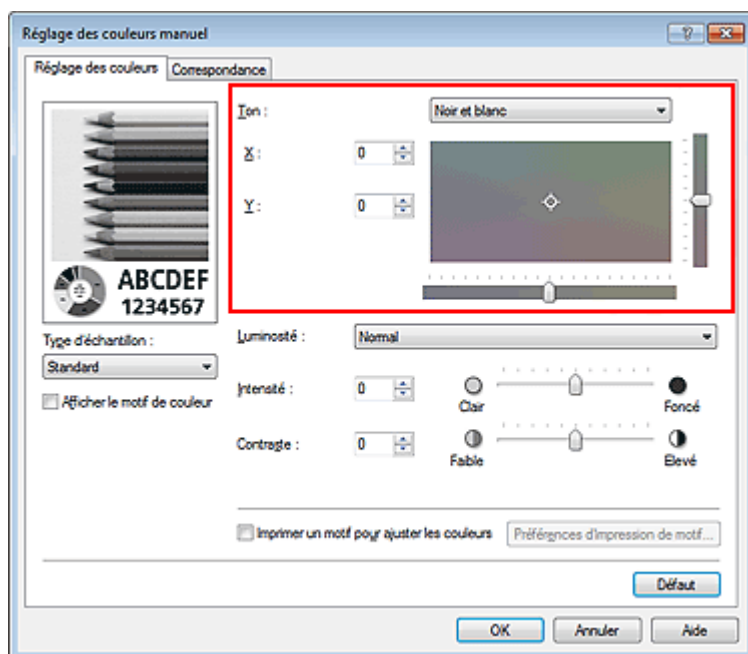 Réglage des couleurs manuel
Réglage des couleurs
Correspondance
Ton :
Noir et blanc
X :
0
Y :
0
ABCDEF
1234567
Type d'échantillon :
Standard
Afficher le motif de couleur
Luminosité :
Normal
Intensité :
0
Clair
Foncé
Contraste :
0
Faible
Elevé
Imprimer un motif pour ajuster les couleurs
Préférences d'impression de motif...
Défaut
OK
Annuler
Aide